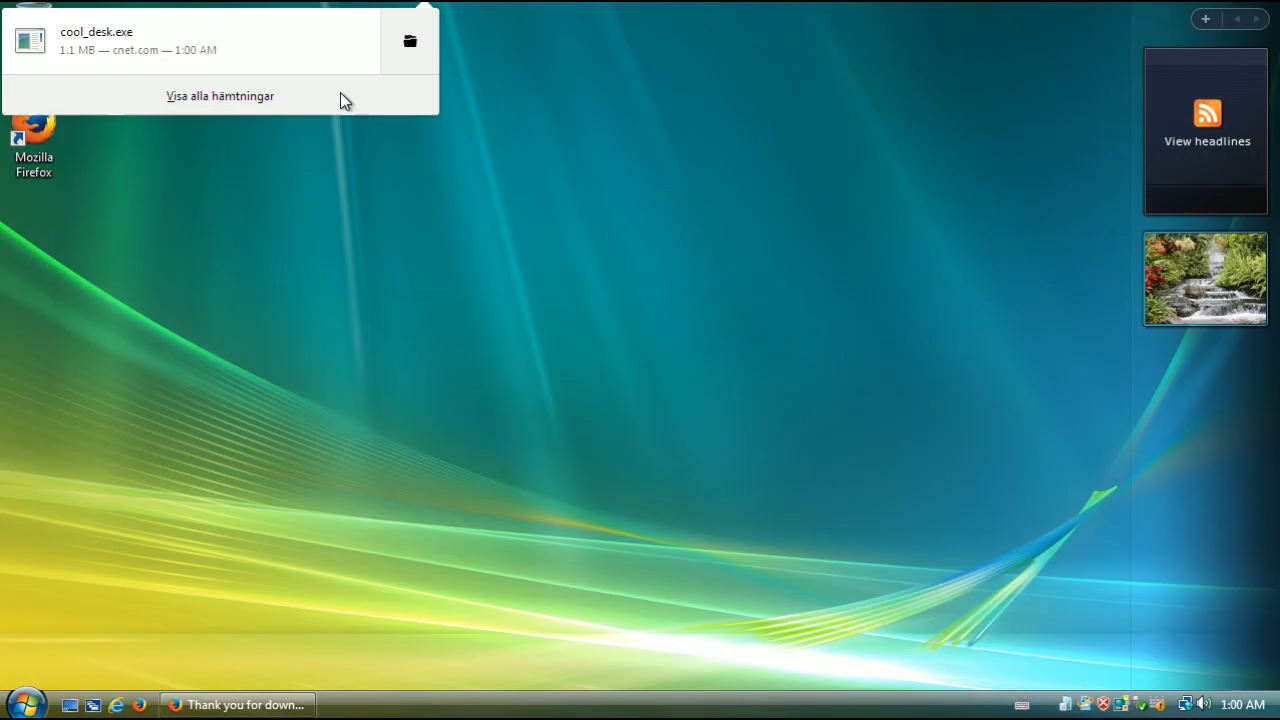 cool_desk.exe
1.1 MB — cnet.com — 1:00 AM
Visa alla hämtningar
Mozilla
Firefox
View headlines
Thank you for down...
1:00 AM